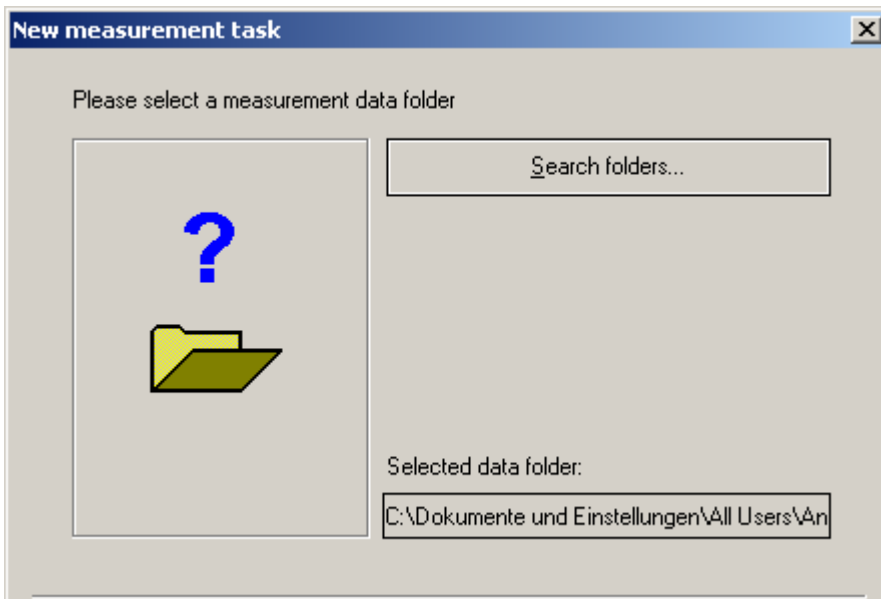 New measurement task
Please select a measurement data folder
Search folders...
?
Selected data folder:
C:\Dokumente und Einstellungen\All Users\An